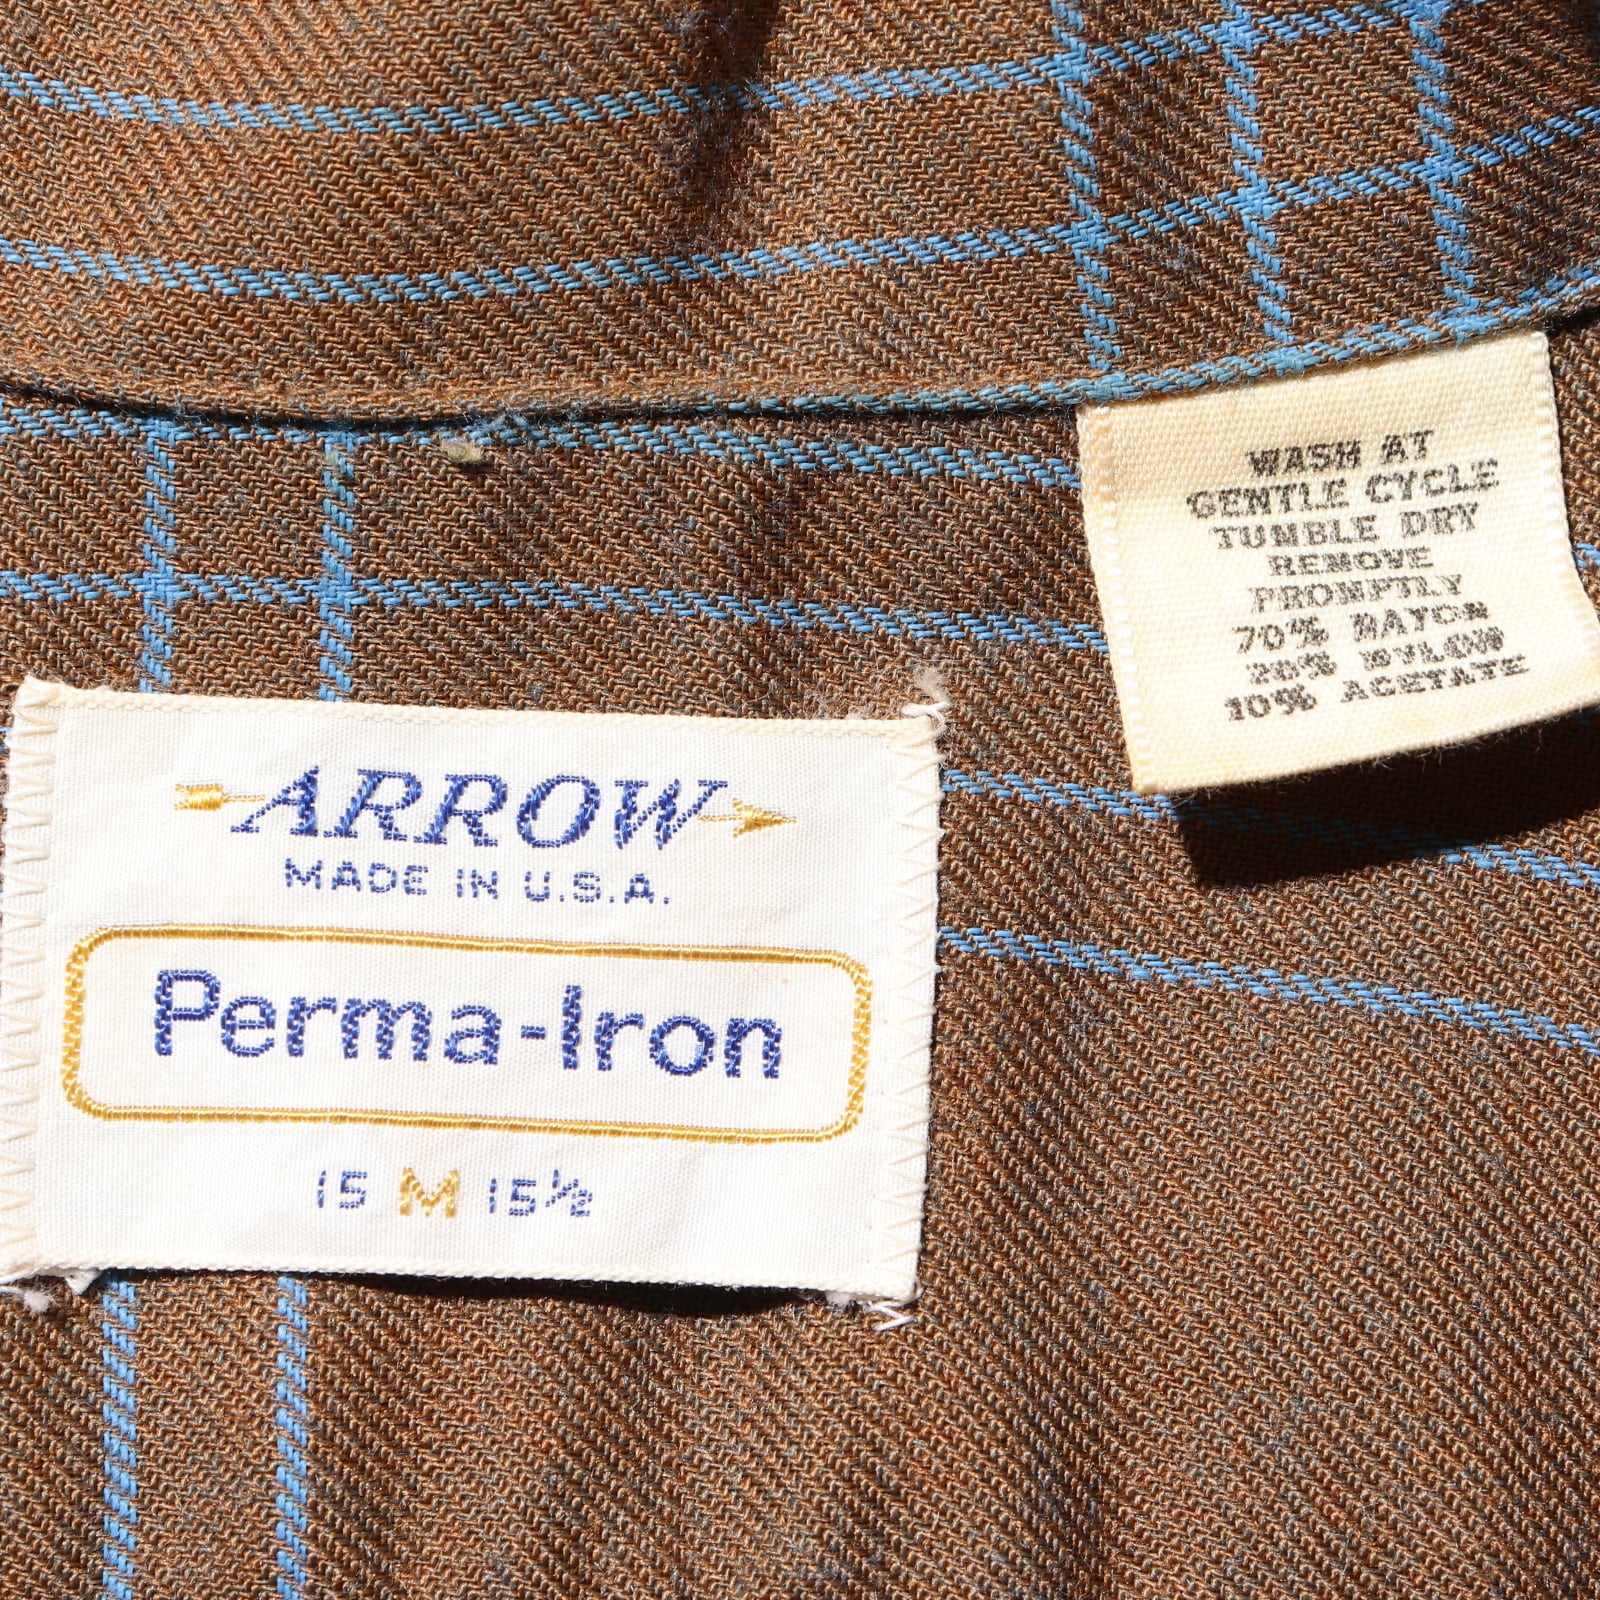 WASH AT
GENTLE CYCLE
TUMBLE DRY
REMOVE
PROMPTLY
70% RAYON
20% NYLON
10% ACETATE
ARROW
MADE IN U.S.A.
Perma-Iron
15 M 15½